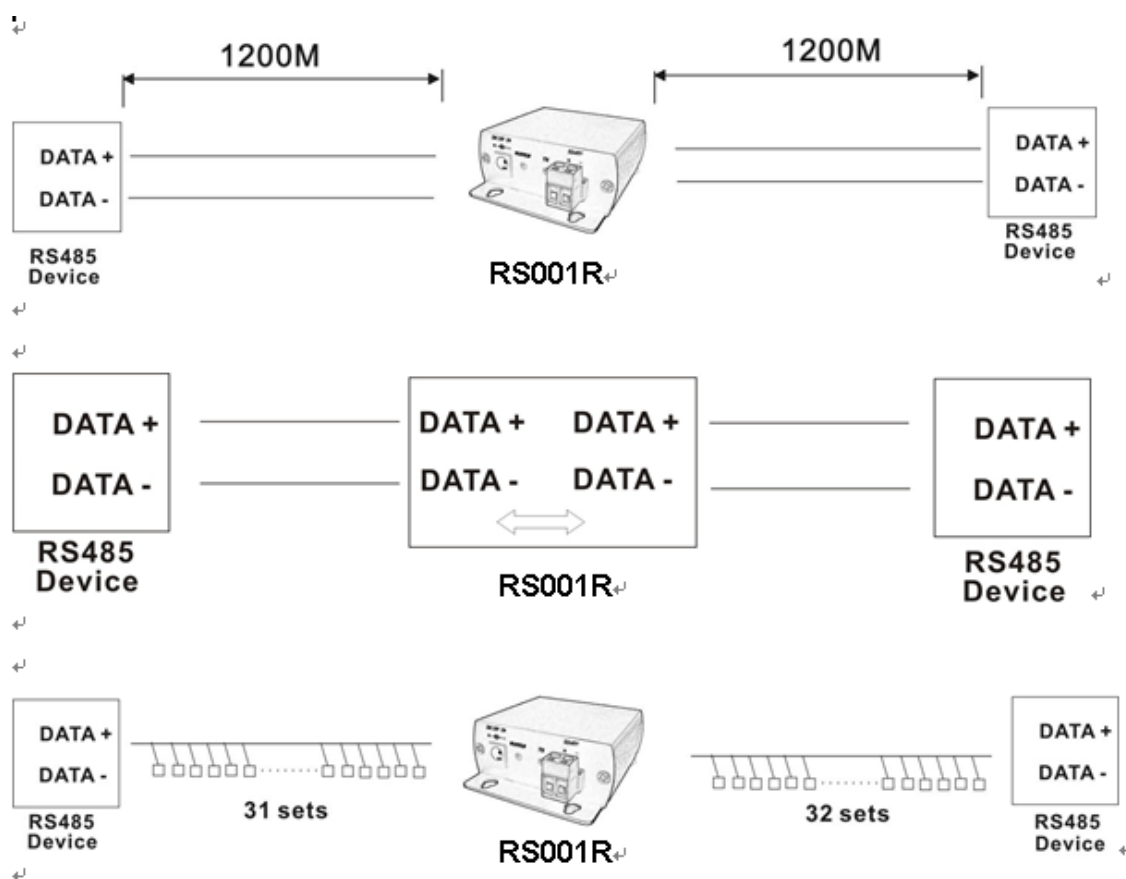 1200M 1200M
DATA + DATA +
DATA - DATA -
RS485 Device RS485 Device
RS001R
DATA + DATA + DATA + DATA +
DATA - DATA - DATA - DATA -
RS485 Device RS485 Device
RS001R
DATA + DATA +
DATA - DATA -
31 sets 32 sets
RS485 Device RS485 Device
RS001R